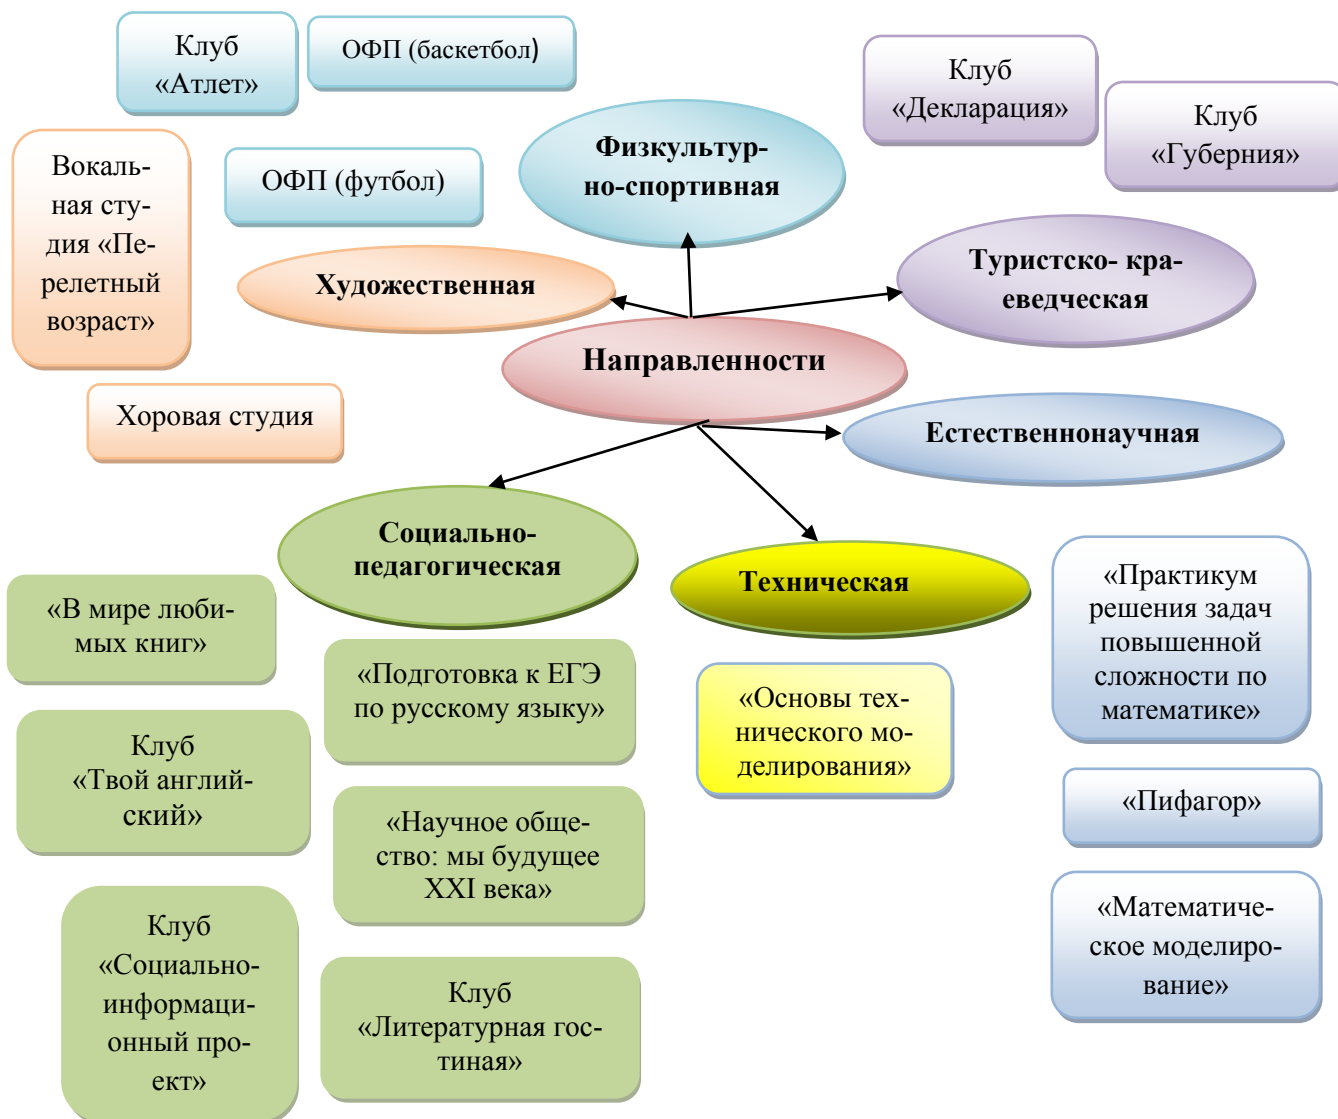 Клуб
«Атлет»
ОФП (баскетбол)
Клуб
«Декларация»
Клуб
«Губерния»
Вокаль-
ная сту-
дия «Пе-
релетный
возраст»
ОФП (футбол)
Физкультур-
но-спортивная
Художественная
Туристско- кра-
еведческая
Направленности
Хоровая студия
Естественнонаучная
Социально-
педагогическая
Техническая
«В мире люби-
мых книг»
«Подготовка к ЕГЭ
по русскому языку»
«Основы тех-
нического мо-
делирования»
«Практикум
решения задач
повышенной
сложности по
математике»
Клуб
«Твой англий-
ский»
«Пифагор»
«Научное обще-
ство: мы будущее
XXI века»
«Математиче-
ское моделиро-
вание»
Клуб
«Социально-
информаци-
онный про-
ект»
Клуб
«Литературная гос-
тиная»